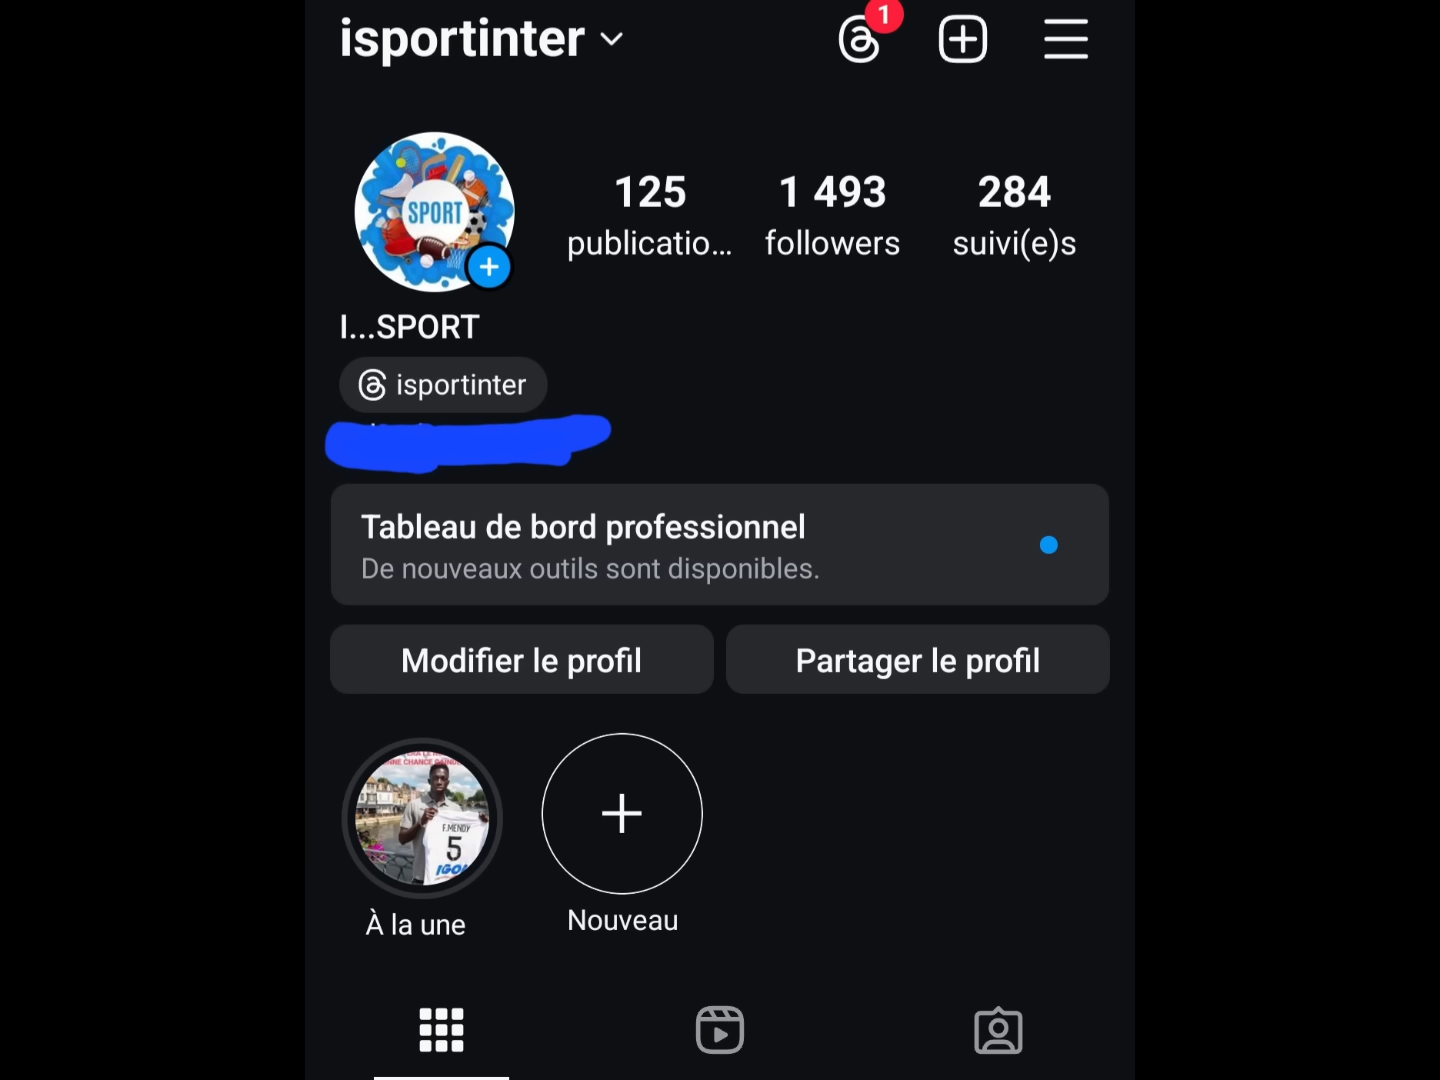 isportinter
1
SPORT
125
1 493
284
publicatio...
followers
suivi(e)s
I...SPORT
isportinter
Tableau de bord professionnel
De nouveaux outils sont disponibles.
Modifier le profil
Partager le profil
F.MENDY
5
IGOL
À la une
Nouveau